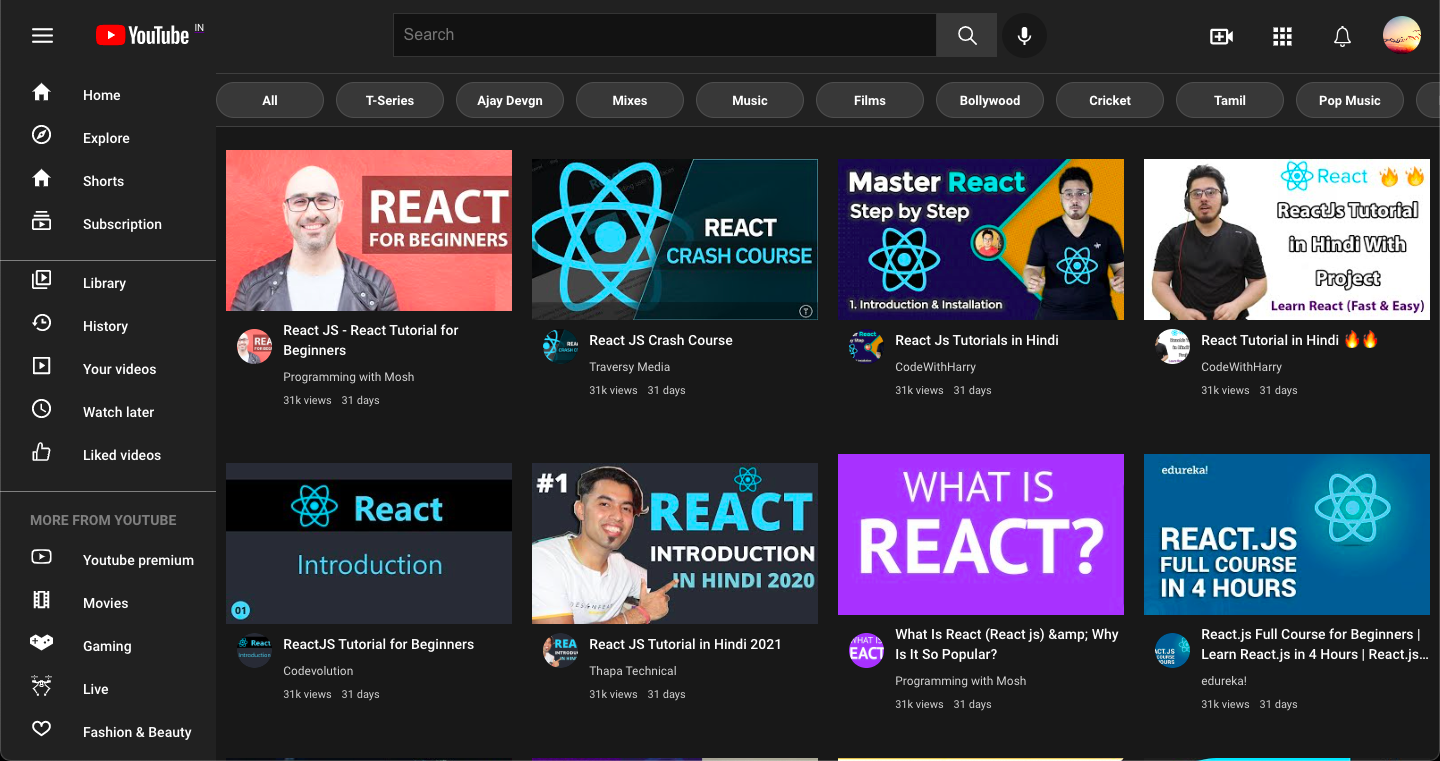 YouTube IN
Search
Home
Explore
Shorts
Subscription
Library
History
Your videos
Watch later
Liked videos
MORE FROM YOUTUBE
Youtube premium
Movies
Gaming
Live
Fashion & Beauty
All T-Series Ajay Devgn Mixes Music Films Bollywood Cricket Tamil Pop Music
REACT
FOR BEGINNERS
React JS - React Tutorial for
Beginners
Programming with Mosh
31k views 31 days
REACT
CRASH COURSE
React JS Crash Course
Traversy Media
31k views 31 days
Master React
Step by Step
1. Introduction & Installation
React Js Tutorials in Hindi
CodeWithHarry
31k views 31 days
React 🔥🔥
ReactJs Tutorial
in Hindi With
Project
Learn React (Fast & Easy)
React Tutorial in Hindi 🔥🔥
CodeWithHarry
31k views 31 days
React
Introduction
01
ReactJS Tutorial for Beginners
Codevolution
31k views 31 days
#1
REACT
INTRODUCTION
IN HINDI 2020
React JS Tutorial in Hindi 2021
Thapa Technical
31k views 31 days
WHAT IS
REACT?
What Is React (React js) &amp; Why
Is It So Popular?
Programming with Mosh
31k views 31 days
edureka!
REACT.JS
FULL COURSE
IN 4 HOURS
React.js Full Course for Beginners |
Learn React.js in 4 Hours | React.js...
edureka!
31k views 31 days